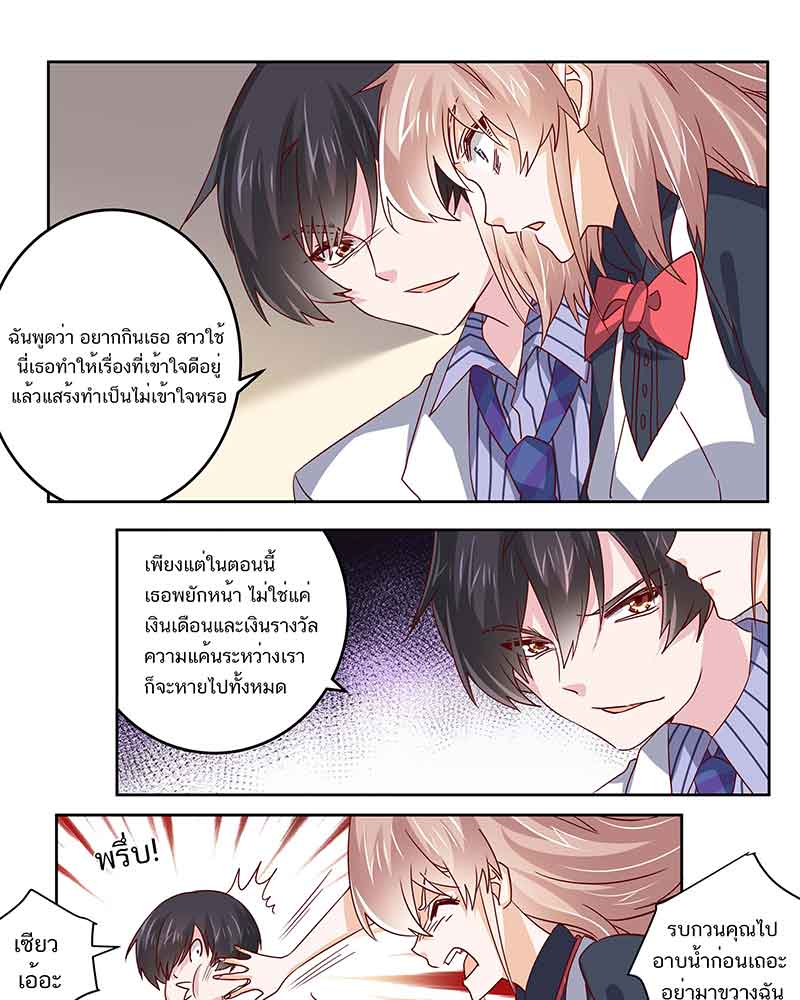 ฉันพูดว่า อยากกินเธอ สาวใช้
นี่เธอทำให้เรื่องที่เข้าใจดีอยู่
แล้วแสร้งทำเป็นไม่เข้าใจหรอ
เพียงแต่ในตอนนี้
เธอพยักหน้า ไม่ใช่แค่
เงินเดือนและเงินรางวัล
ความแค้นระหว่างเรา
ก็จะหายไปทั้งหมด
พรึ่บ!
เซียว
เอ้อะ
รบกวนคุณไป
อาบน้ำก่อนเถอะ
อย่ามาขวางฉัน